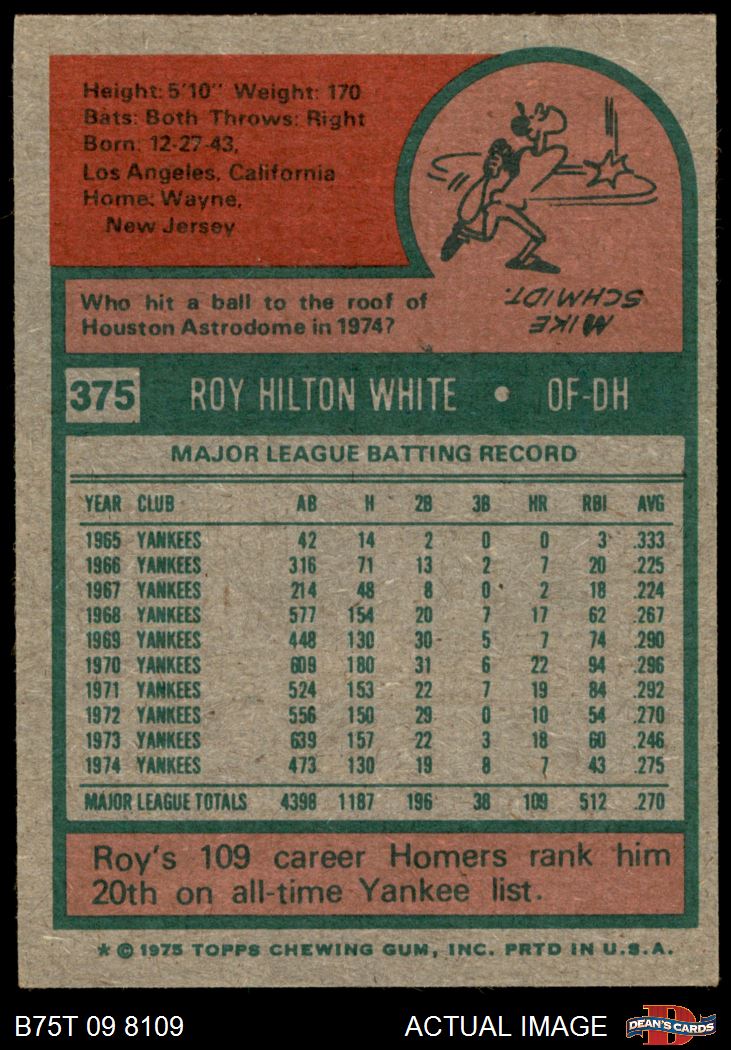 Height: 5'10" Weight: 170
Bats: Both Throws: Right
Born: 12-27-43,
Los Angeles, California
Home: Wayne,
New Jersey
MIKE
SCHMIDT.
Who hit a ball to the roof of
Houston Astrodome in 1974?
375 ROY HILTON WHITE • OF-DH
MAJOR LEAGUE BATTING RECORD
YEAR CLUB AB H 2B 3B HR RBI AVG
1965 YANKEES 42 14 2 0 0 3 .333
1966 YANKEES 316 71 13 2 7 20 .225
1967 YANKEES 214 48 8 0 2 18 .224
1968 YANKEES 577 154 20 7 17 62 .267
1969 YANKEES 448 130 30 5 7 74 .290
1970 YANKEES 609 180 31 6 22 94 .296
1971 YANKEES 524 153 22 7 19 84 .292
1972 YANKEES 556 150 29 0 10 54 .270
1973 YANKEES 639 157 22 3 18 60 .246
1974 YANKEES 473 130 19 8 7 43 .275
MAJOR LEAGUE TOTALS 4398 1187 196 38 109 512 .270
Roy's 109 career Homers rank him
20th on all-time Yankee list.
* © 1975 TOPPS CHEWING GUM, INC. PRTD IN U.S.A.
B75T 09 8109 ACTUAL IMAGE D DEAN'S CARDS